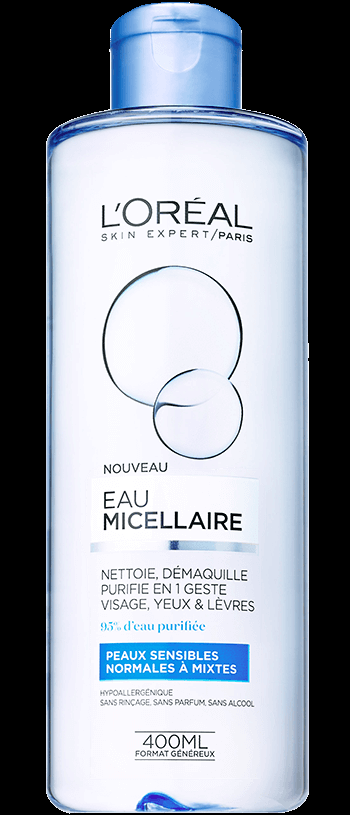 L'ORÉAL
SKIN EXPERT/PARIS
NOUVEAU
EAU
MICELLAIRE
NETTOIE, DÉMAQUILLE
PURIFIE EN 1 GESTE
VISAGE, YEUX & LÈVRES
95% d'eau purifiée
PEAUX SENSIBLES
NORMALES À MIXTES
HYPOALLERGÉNIQUE
SANS RINÇAGE, SANS PARFUM, SANS ALCOOL
400ML
FORMAT GÉNÉREUX